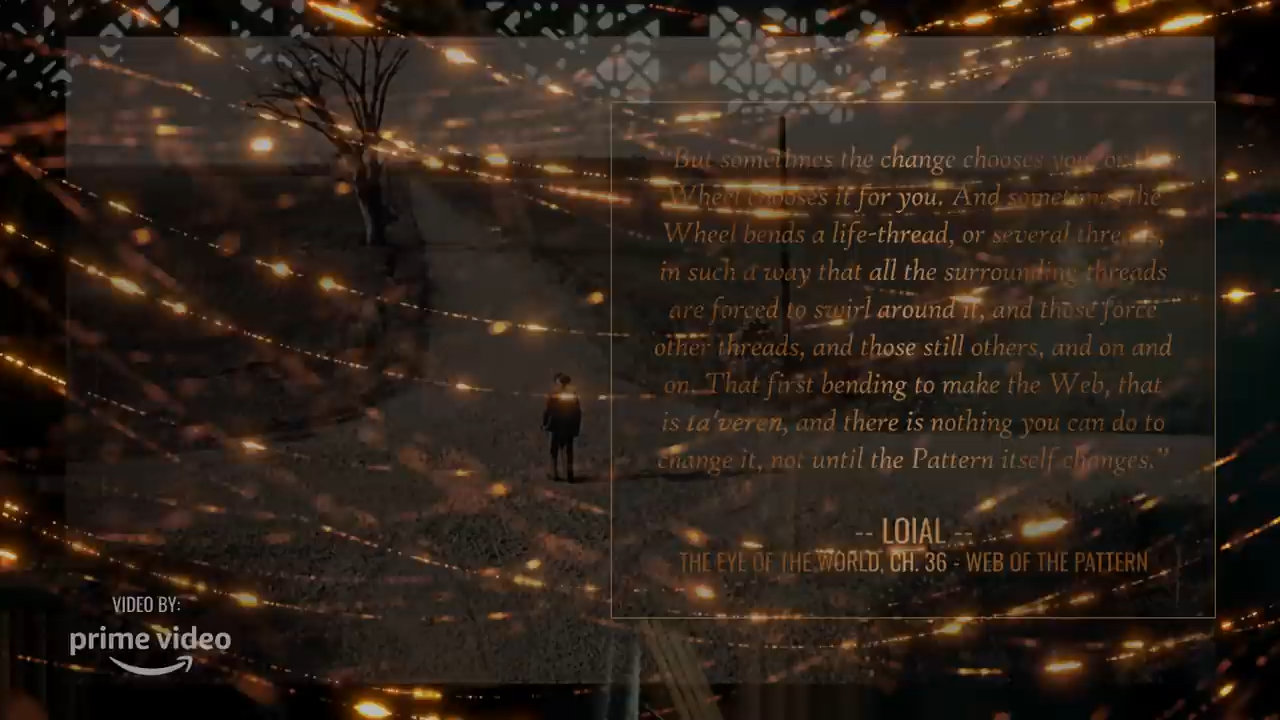 "But sometimes the change chooses you, or the
Wheel chooses it for you. And sometimes the
Wheel bends a life-thread, or several threads,
in such a way that all the surrounding threads
are forced to swirl around it, and those force
other threads, and those still others, and on and
on. That first bending to make the Web, that
is ta'veren, and there is nothing you can do to
change it, not until the Pattern itself changes."
-- LOIAL --
THE EYE OF THE WORLD, CH. 36 - WEB OF THE PATTERN
VIDEO BY:
prime video